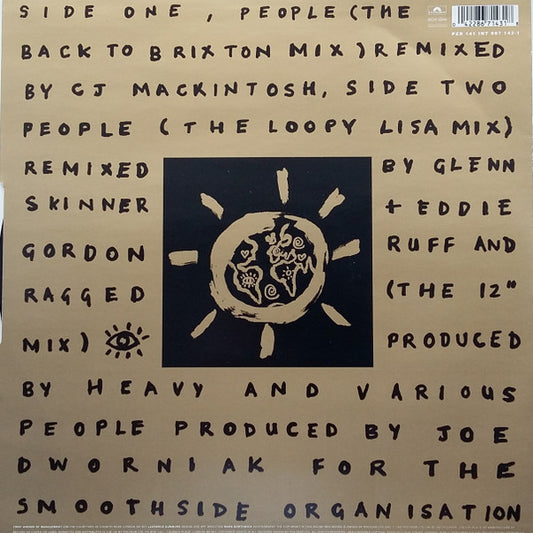 SIDE ONE, PEOPLE (THE
BACK TO BRIXTON MIX) REMIXED
BY CJ MACKINTOSH, SIDE TWO
PEOPLE (THE LOOPY LISA MIX)
REMIXED BY GLENN
SKINNER + EDDIE
GORDON RUFF AND
RAGGED (THE 12"
MIX) PRODUCED
BY HEAVY AND VARIOUS
PEOPLE PRODUCED BY JOE
DWORNIAK FOR THE
SMOOTHSIDE ORGANISATION